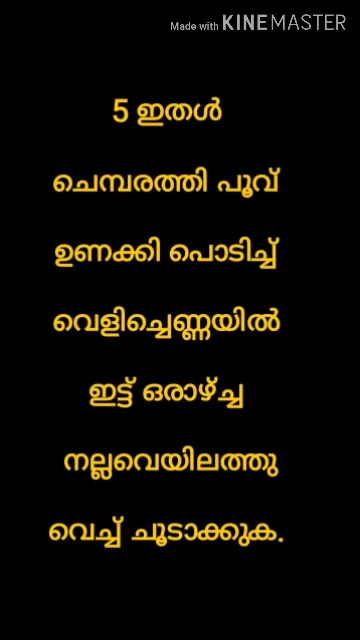 Made with KINEMASTER
5 ഇതൾ
ചെമ്പരത്തി പൂവ്
ഉണക്കി പൊടിച്ച്
വെളിച്ചെണ്ണയിൽ
ഇട്ട് ഒരാഴ്ച്ച
നല്ലവെയിലത്തു
വെച്ച് ചൂടാക്കുക.